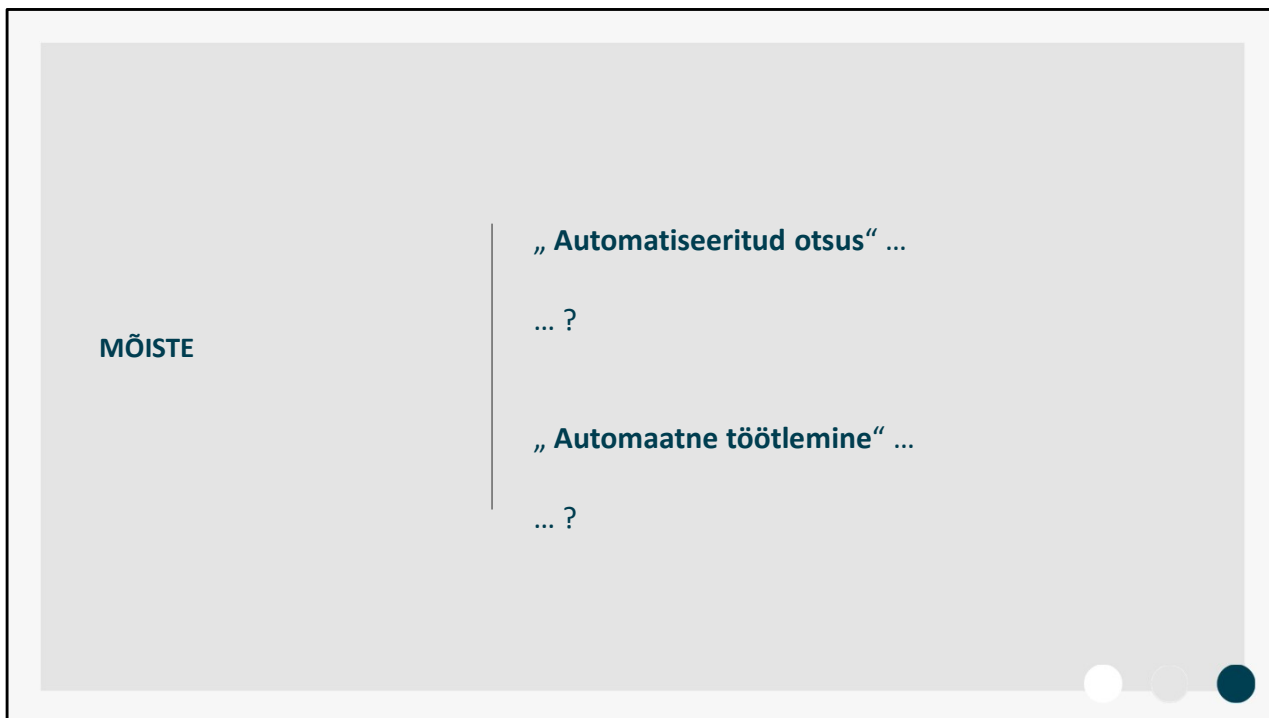 MÕISTE
„ Automatiseeritud otsus“ …
… ?
„ Automaatne töötlemine“ …
… ?